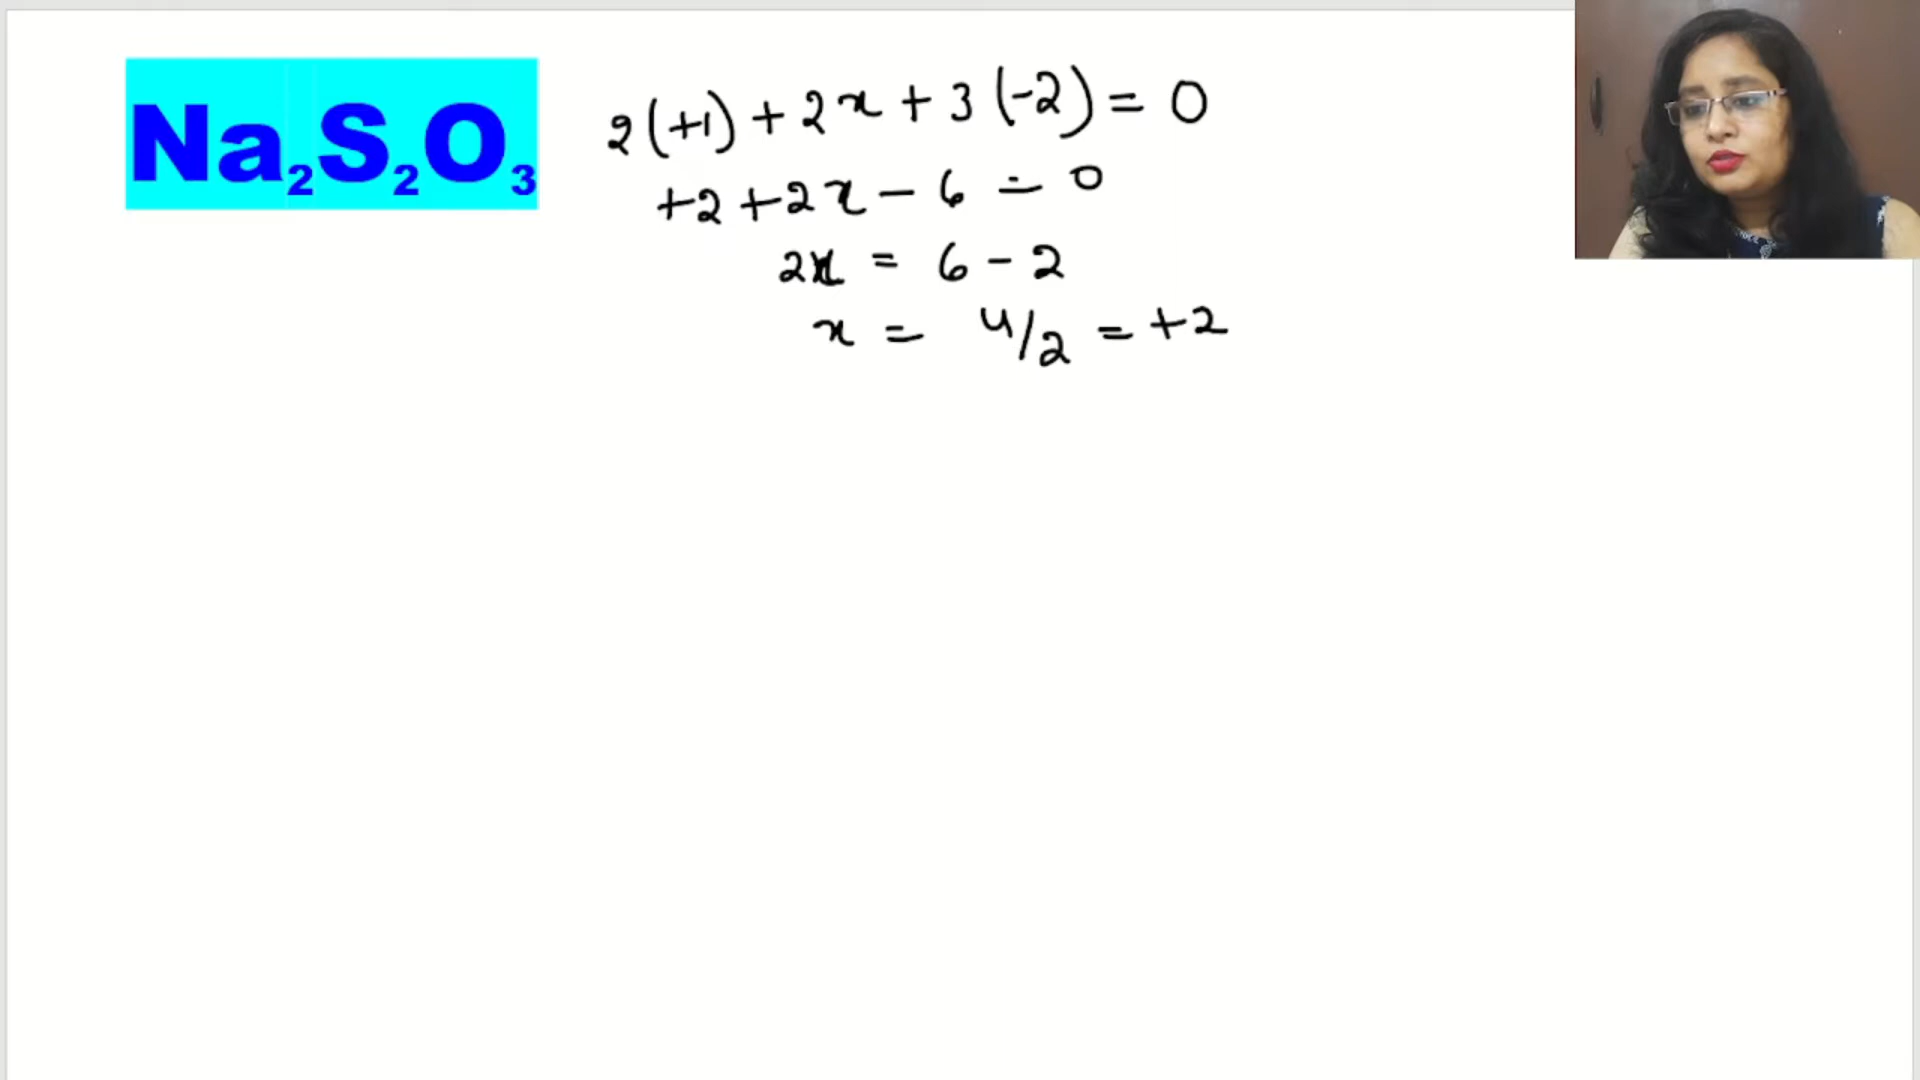 Na₂S₂O₃
2(+1) + 2x + 3(-2) = 0
+2 +2x - 6 = 0
2x = 6 - 2
x = 4/2 = +2